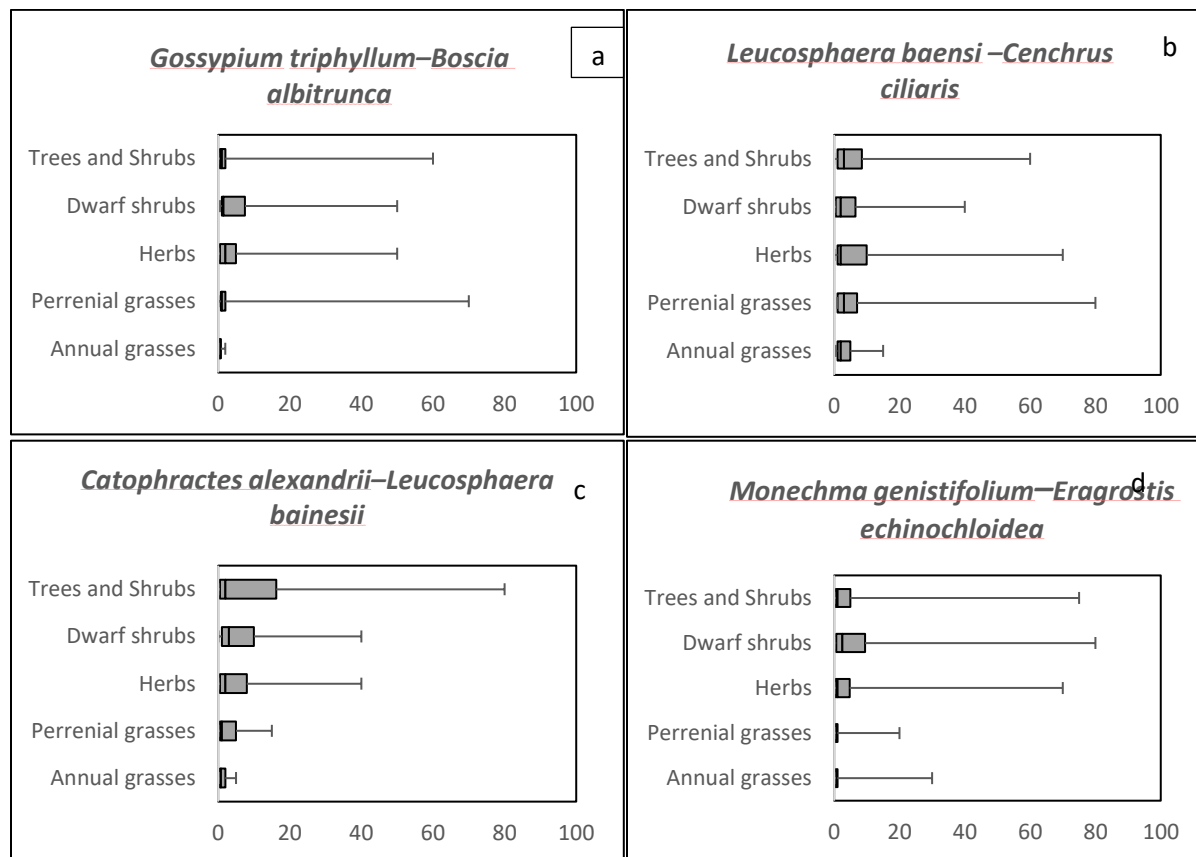 Gossypium triphyllum–Boscia
albitrunca
a
Trees and Shrubs
Dwarf shrubs
Herbs
Perrenial grasses
Annual grasses
0 20 40 60 80 100
Leucosphaera baensi –Cenchrus
ciliaris
b
Trees and Shrubs
Dwarf shrubs
Herbs
Perrenial grasses
Annual grasses
0 20 40 60 80 100
Catophractes alexandrii–Leucosphaera
bainesii
c
Trees and Shrubs
Dwarf shrubs
Herbs
Perrenial grasses
Annual grasses
0 20 40 60 80 100
Monechma genistifolium–Eragrostis
echinochloidea
d
Trees and Shrubs
Dwarf shrubs
Herbs
Perrenial grasses
Annual grasses
0 20 40 60 80 100